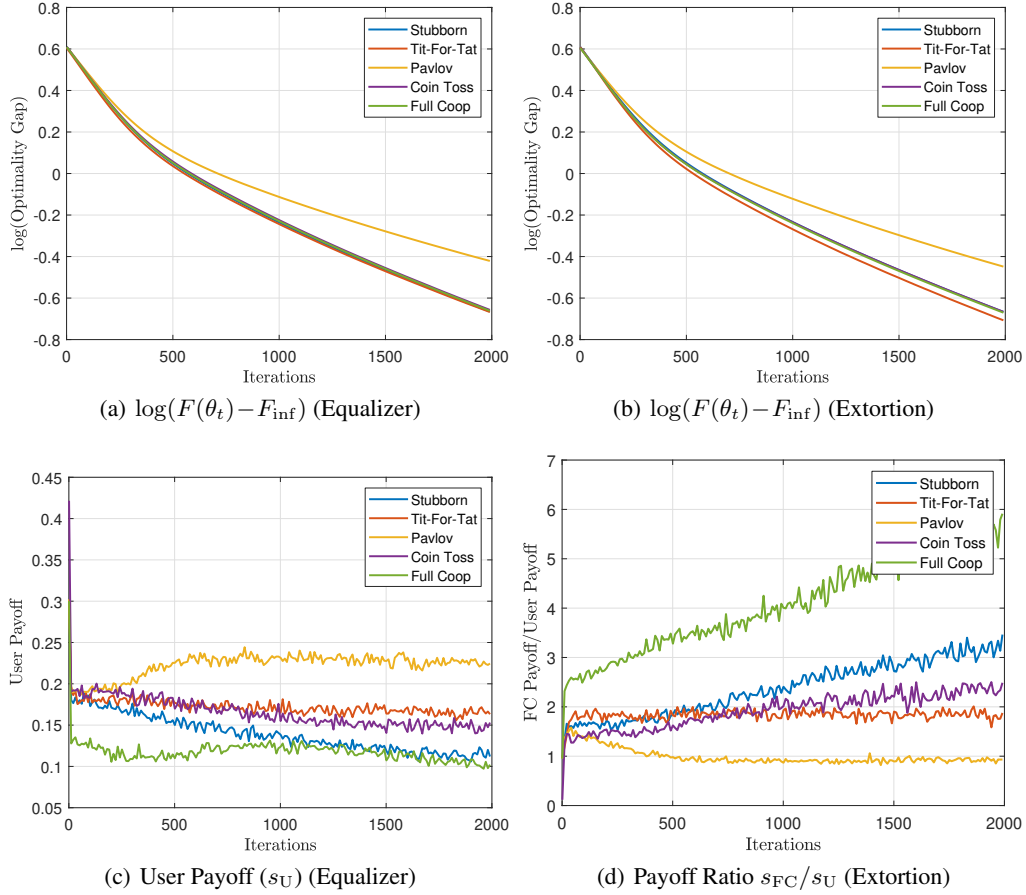 0.8
0.6
0.4
0.2
0
-0.2
-0.4
-0.6
-0.8
0 500 1000 1500 2000
log(Optimality Gap)
Iterations
Stubborn
Tit-For-Tat
Pavlov
Coin Toss
Full Coop
(a) log(F(θ_t)−F_inf) (Equalizer)
0.8
0.6
0.4
0.2
0
-0.2
-0.4
-0.6
-0.8
0 500 1000 1500 2000
log(Optimality Gap)
Iterations
Stubborn
Tit-For-Tat
Pavlov
Coin Toss
Full Coop
(b) log(F(θ_t)−F_inf) (Extortion)
0.45
0.4
0.35
0.3
0.25
0.2
0.15
0.1
0.05
0 500 1000 1500 2000
User Payoff
Iterations
Stubborn
Tit-For-Tat
Pavlov
Coin Toss
Full Coop
(c) User Payoff (s_U) (Equalizer)
7
6
5
4
3
2
1
0
0 500 1000 1500 2000
FC Payoff/User Payoff
Iterations
Stubborn
Tit-For-Tat
Pavlov
Coin Toss
Full Coop
(d) Payoff Ratio s_FC/s_U (Extortion)